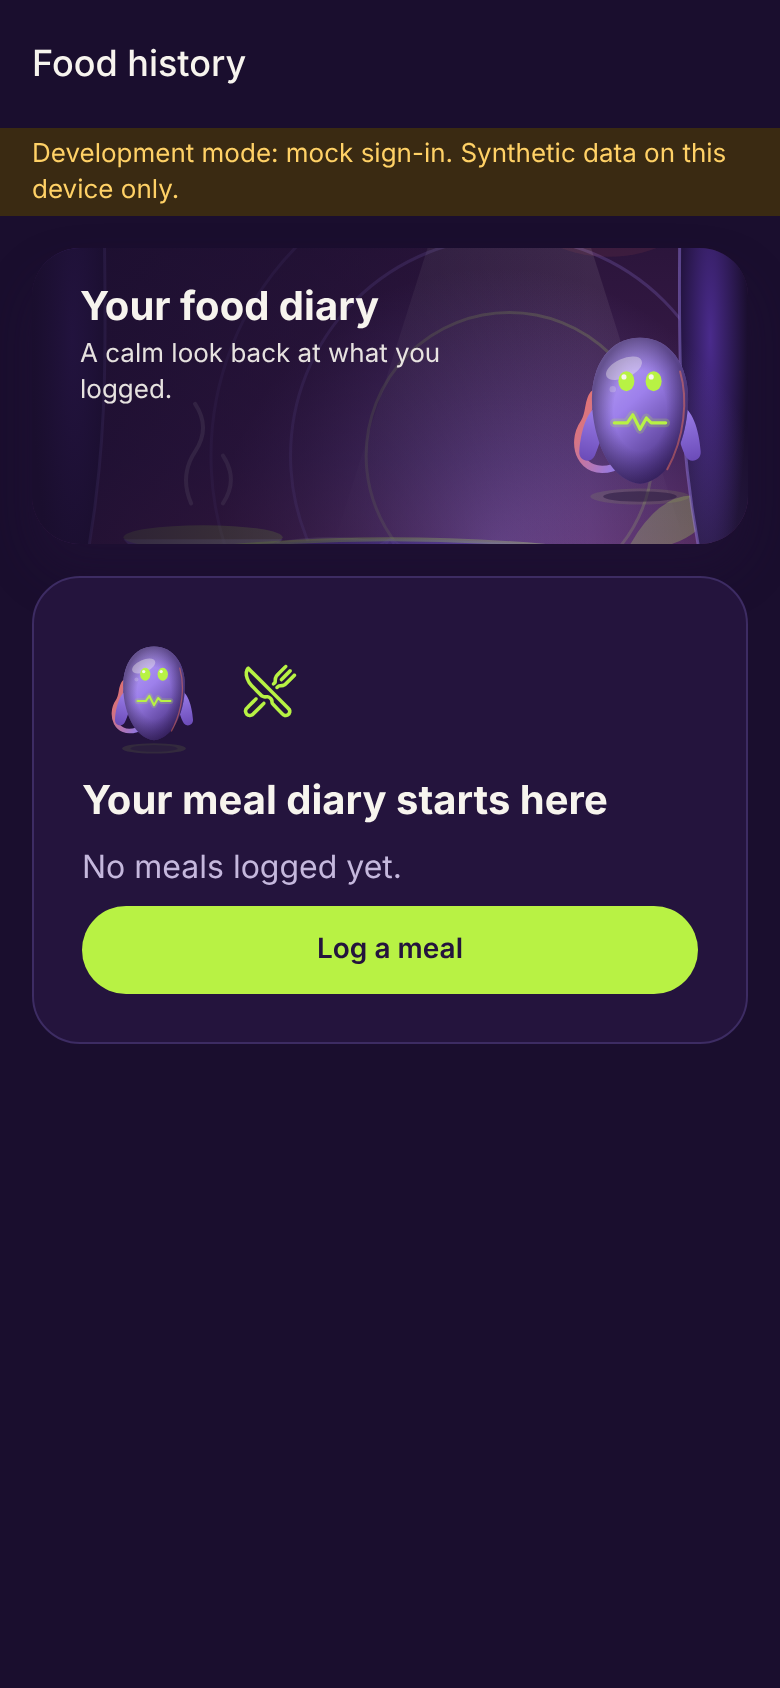 Food history
Development mode: mock sign-in. Synthetic data on this
device only.
Your food diary
A calm look back at what you
logged.
Your meal diary starts here
No meals logged yet.
Log a meal